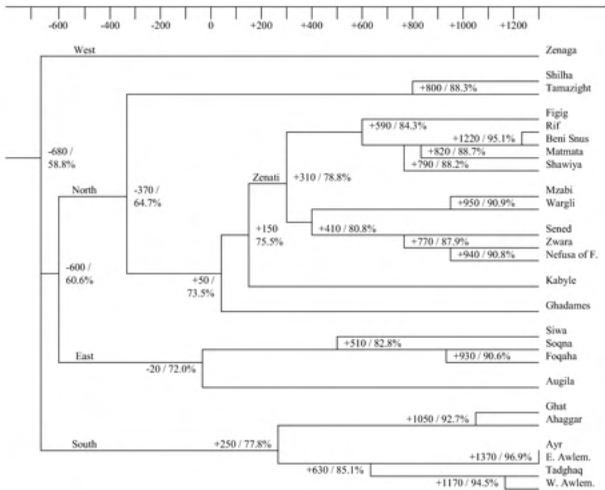 -600 -400 -200 0 +200 +400 +600 +800 +1000 +1200
West
Zenaga
Shilha
+800 / 88.3%
Tamazight
Figig
+590 / 84.3%
Rif
+1220 / 95.1%
Beni Snus
-680 /
58.8%
+820 / 88.7%
Matmata
+790 / 88.2%
Shawiya
Zenati
+310 / 78.8%
North
-370 /
64.7%
Mzabi
+950 / 90.9%
Wargli
+150
75.5%
+410 / 80.8%
Sened
+770 / 87.9%
Zwara
+940 / 90.8%
Nefusa of F.
-600 /
60.6%
+50 /
73.5%
Kabyle
Ghadames
Siwa
+510 / 82.8%
Soqna
+930 / 90.6%
Foqaha
East
-20 / 72.0%
Augila
Ghat
+1050 / 92.7%
Ahaggar
South
+250 / 77.8%
Ayr
+1370 / 96.9%
E. Awlem.
+630 / 85.1%
Tadghaq
+1170 / 94.5%
W. Awlem.